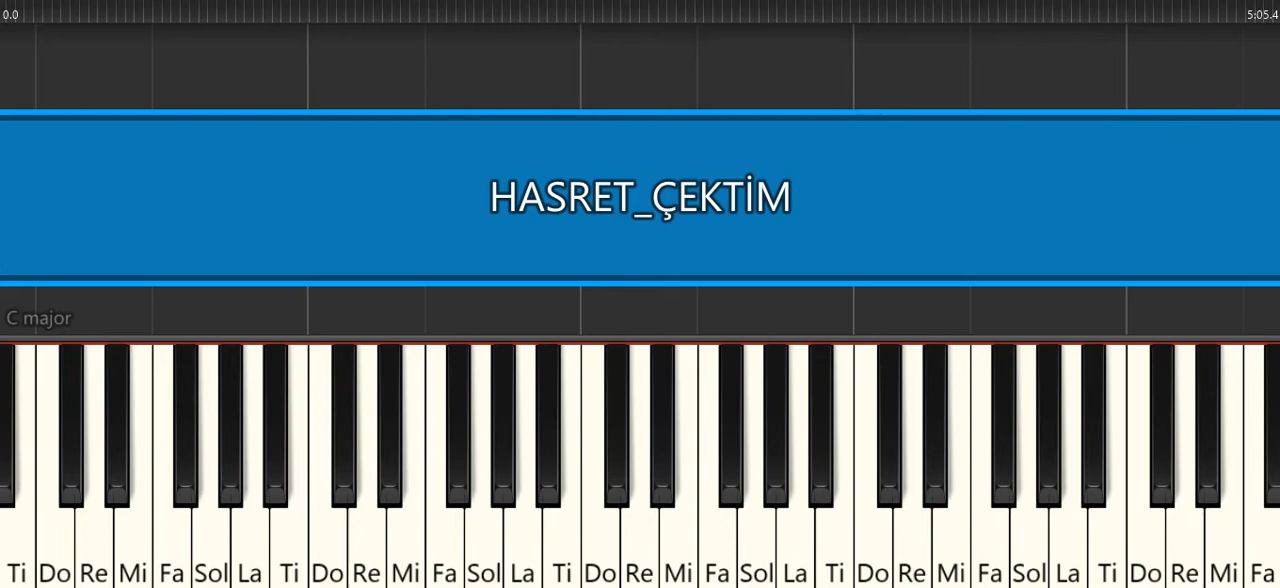 0.0 5:05.4
HASRET_ÇEKTİM
C major
Ti Do Re Mi Fa Sol La Ti Do Re Mi Fa Sol La Ti Do Re Mi Fa Sol La Ti Do Re Mi Fa Sol La Ti Do Re Mi Fa